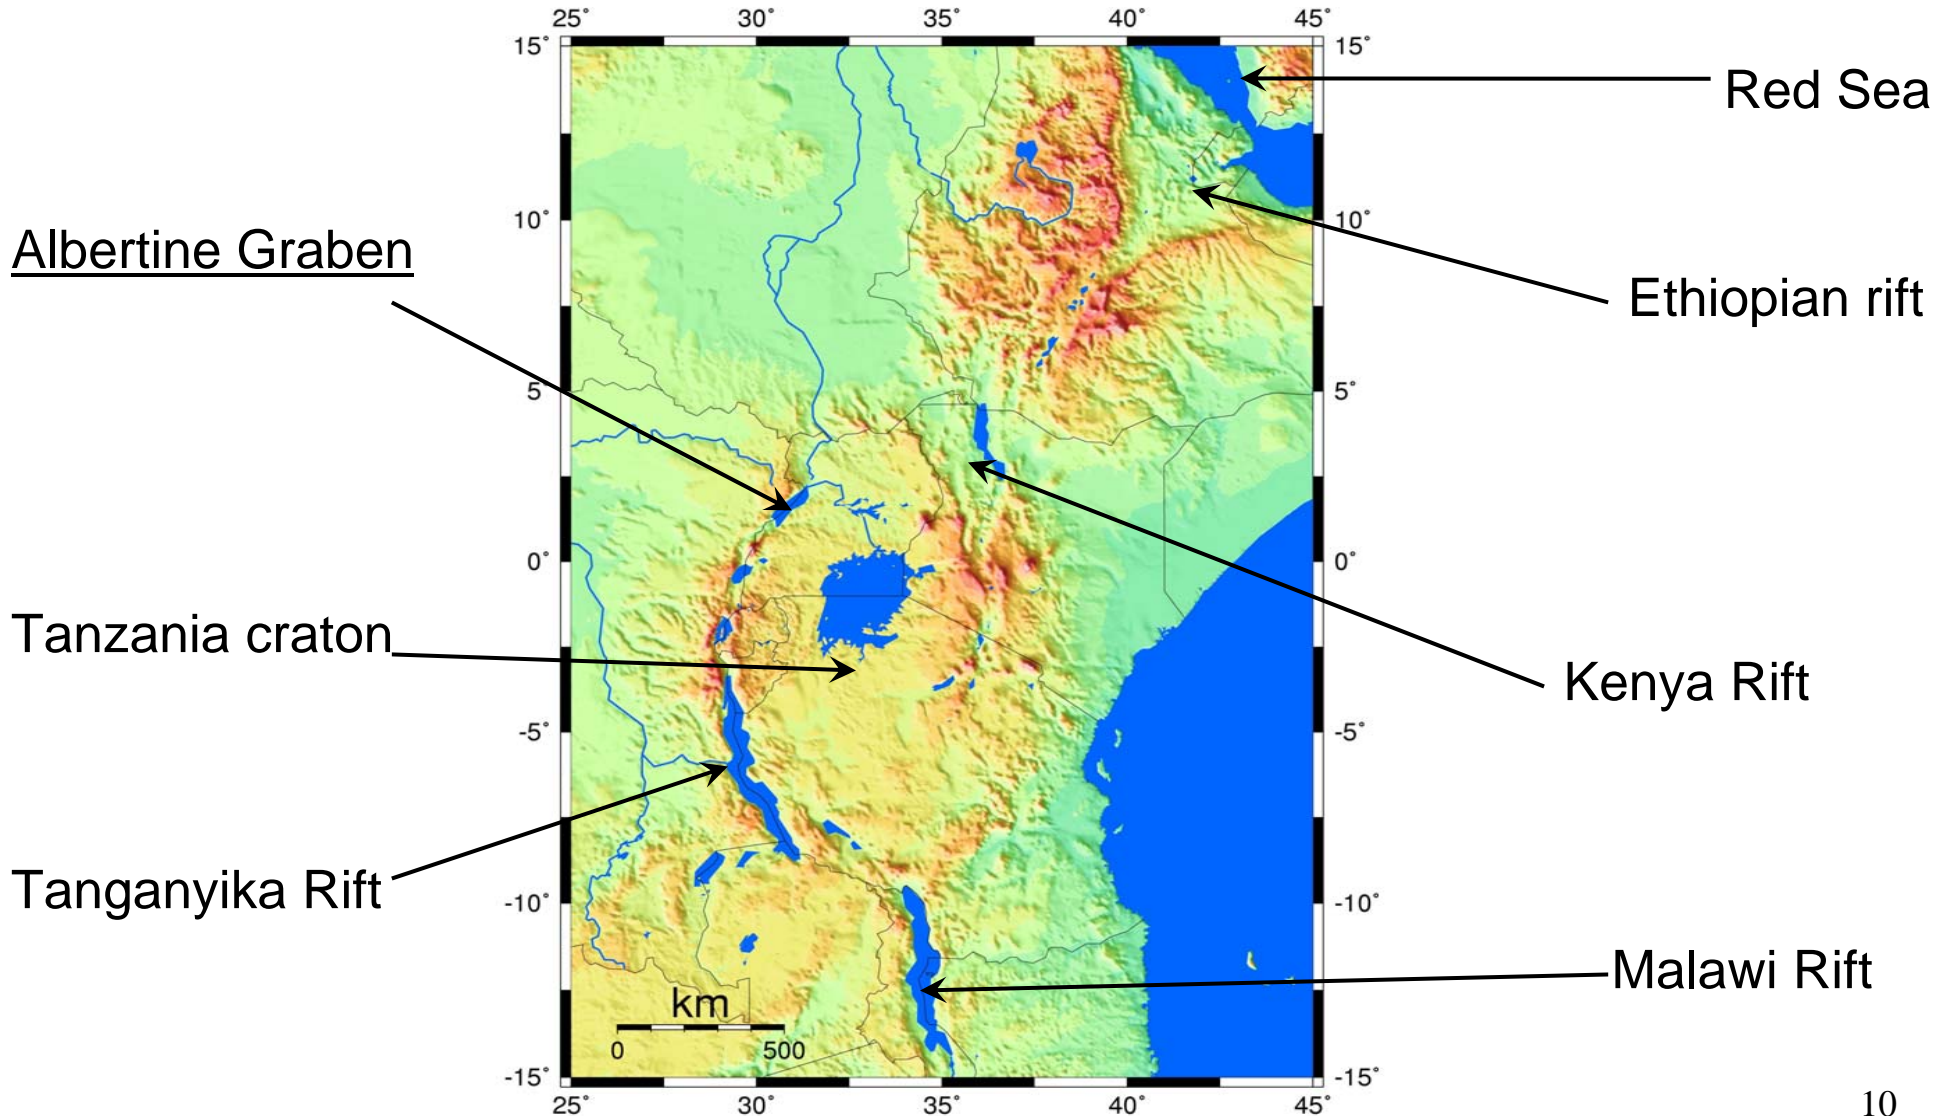 25° 30° 35° 40° 45°
15° 15°
Red Sea
10° 10°
Albertine Graben
Ethiopian rift
5° 5°
0° 0°
Tanzania craton
Kenya Rift
-5° -5°
Tanganyika Rift
-10° -10°
Malawi Rift
km
0 500
-15° -15°
25° 30° 35° 40° 45°
10